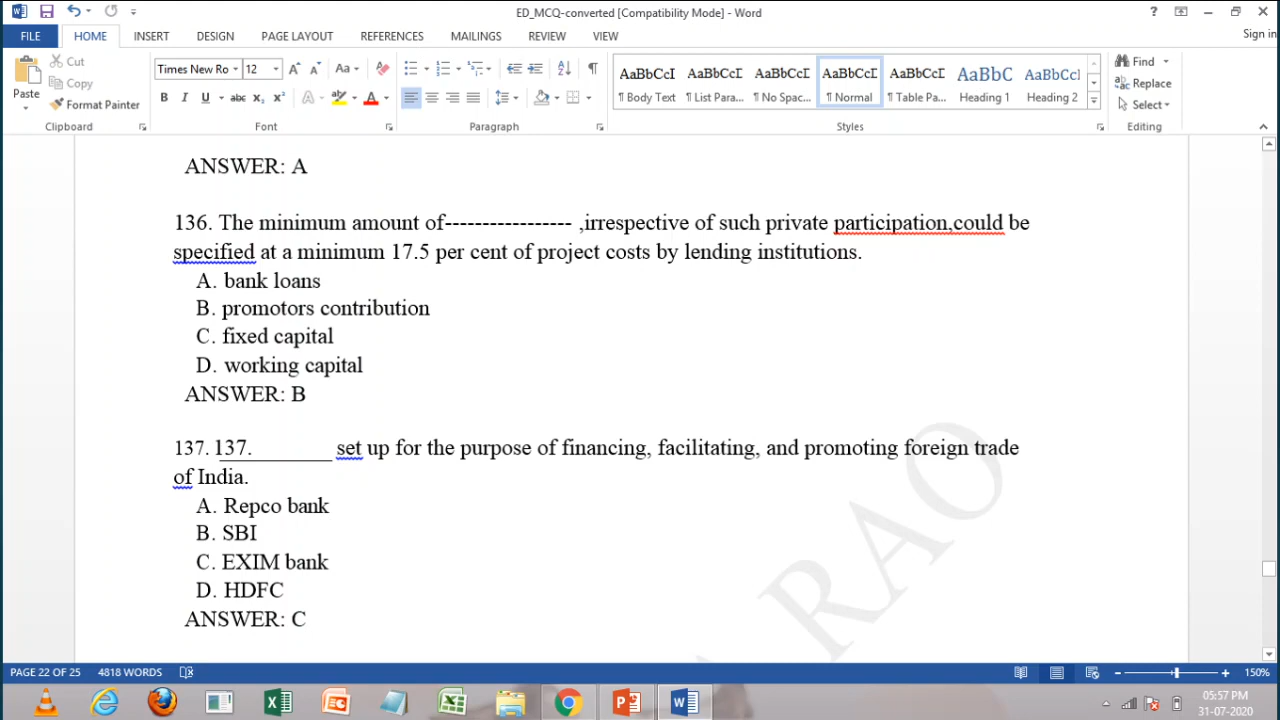 ED_MCQ-converted [Compatibility Mode] - Word
?
FILE HOME INSERT DESIGN PAGE LAYOUT REFERENCES MAILINGS REVIEW VIEW Sign in
Paste
Cut
Copy
Format Painter
Clipboard
Times New Ro 12
Font
Paragraph
AaBbCcI AaBbCcI AaBbCcI AaBbCcI AaBbCcI AaBbC AaBbCcI
¶ Body Text ¶ List Para... ¶ No Spac... ¶ Normal ¶ Table Pa... Heading 1 Heading 2
Styles
Find
Replace
Select
Editing
ANSWER: A
136. The minimum amount of----------------- ,irrespective of such private participation,could be
specified at a minimum 17.5 per cent of project costs by lending institutions.
A. bank loans
B. promotors contribution
C. fixed capital
D. working capital
ANSWER: B
137. 137. __________ set up for the purpose of financing, facilitating, and promoting foreign trade
of India.
A. Repco bank
B. SBI
C. EXIM bank
D. HDFC
ANSWER: C
RAO
PAGE 22 OF 25 4818 WORDS 150%
05:57 PM
31-07-2020